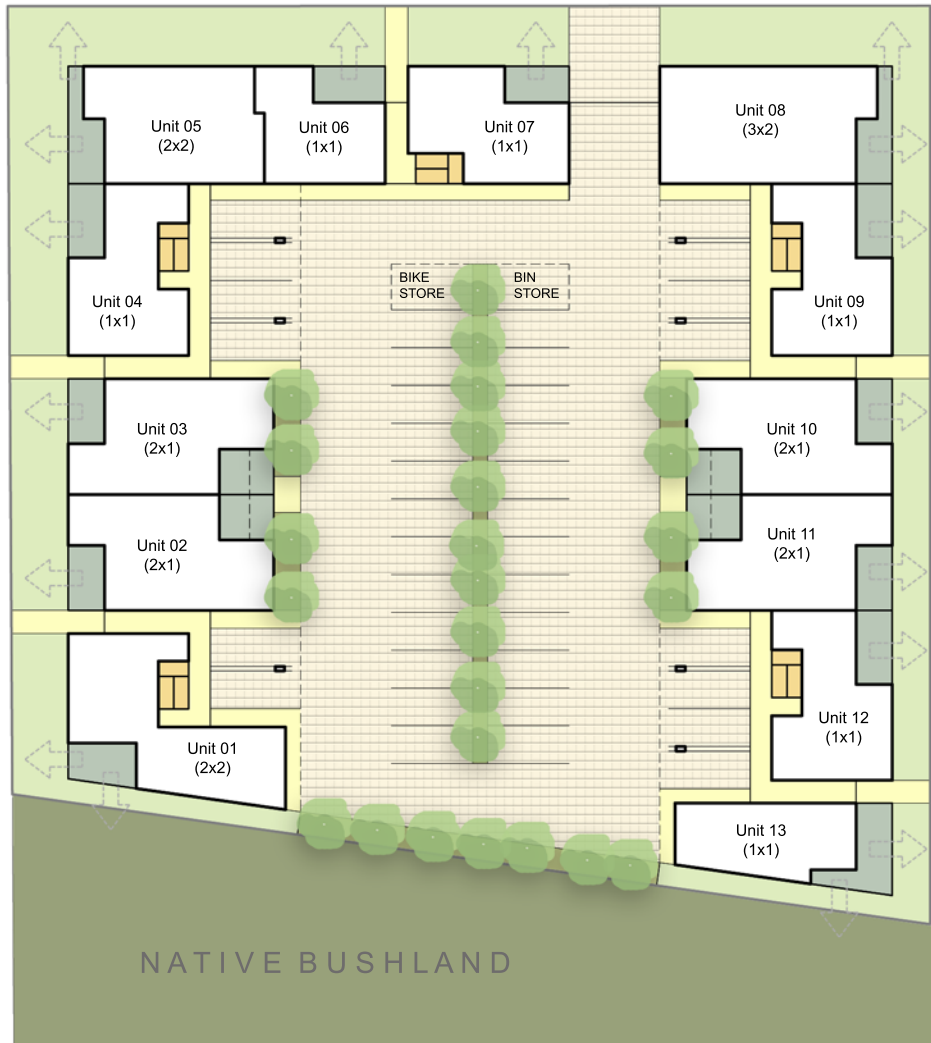 Unit 05
(2x2)
Unit 06
(1x1)
Unit 07
(1x1)
Unit 08
(3x2)
BIKE
STORE
BIN
STORE
Unit 04
(1x1)
Unit 09
(1x1)
Unit 03
(2x1)
Unit 10
(2x1)
Unit 02
(2x1)
Unit 11
(2x1)
Unit 01
(2x2)
Unit 12
(1x1)
Unit 13
(1x1)
NATIVE BUSHLAND